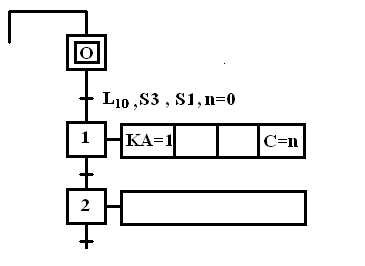 O
L10 ,S3 , S1, n=0
1 KA=1 C=n
2